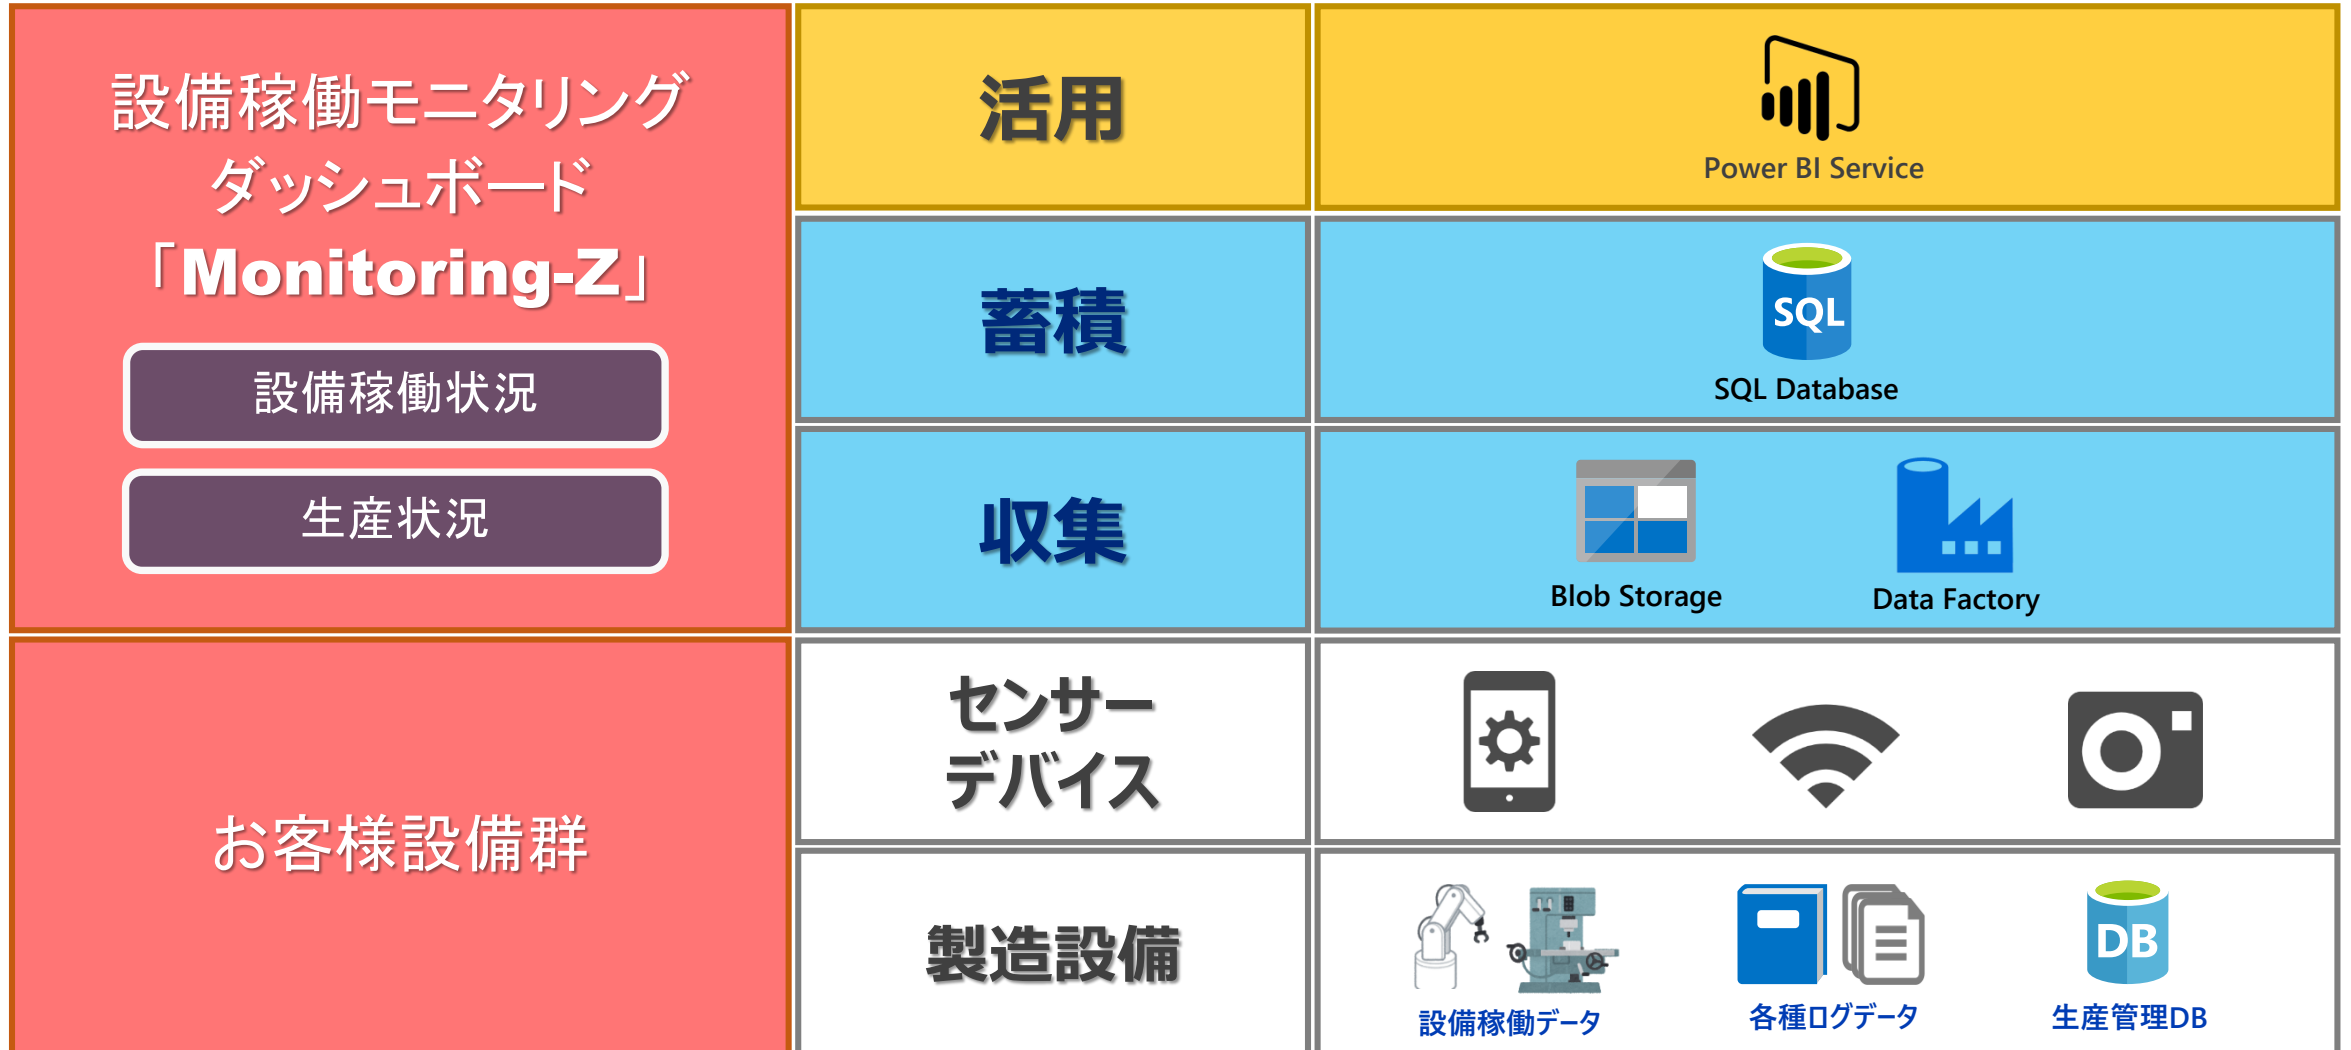 設備稼働モニタリング
ダッシュボード
「Monitoring-Z」
設備稼働状況
生産状況
活用
Power BI Service
蓄積
SQL
SQL Database
収集
Blob Storage
Data Factory
お客様設備群
センサー
デバイス
製造設備
設備稼働データ
各種ログデータ
DB
生産管理DB